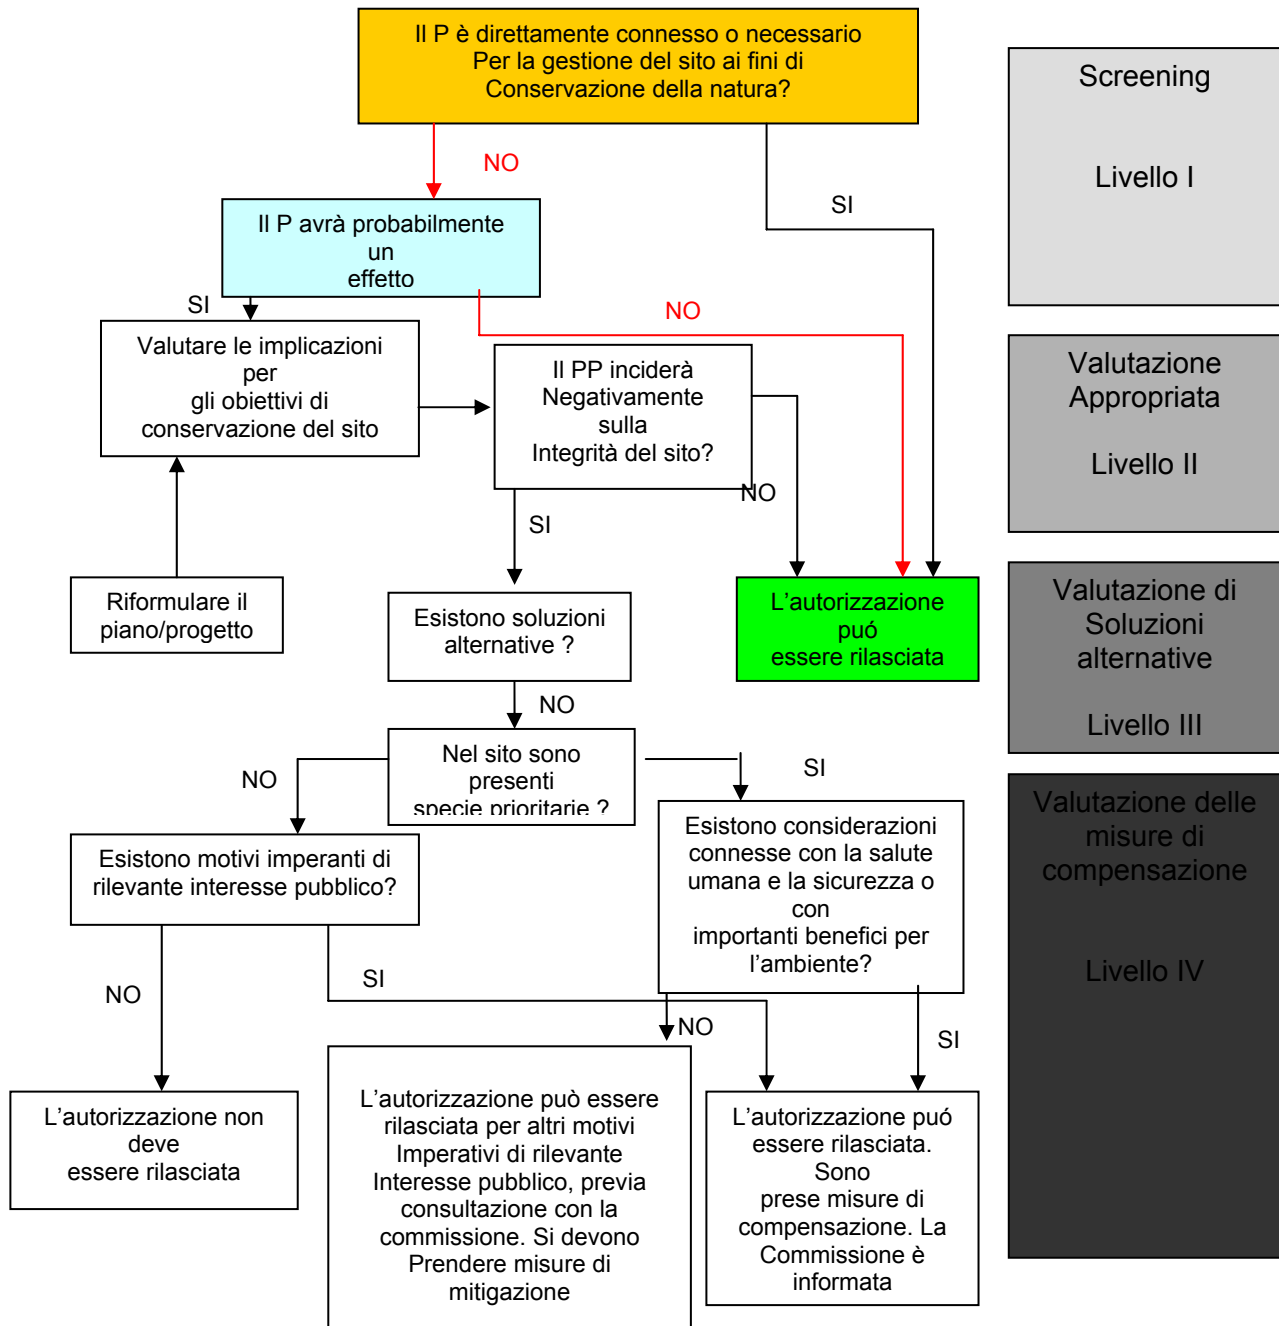 Il P è direttamente connesso o necessario
Per la gestione del sito ai fini di
Conservazione della natura?
Screening
Livello I
NO
SI
Il P avrà probabilmente
un
effetto
SI
NO
Valutare le implicazioni
per
gli obiettivi di
conservazione del sito
Il PP inciderà
Negativamente
sulla
Integrità del sito?
Valutazione
Appropriata
Livello II
NO
SI
Riformulare il
piano/progetto
Esistono soluzioni
alternative ?
L'autorizzazione
puó
essere rilasciata
Valutazione di
Soluzioni
alternative
Livello III
NO
Nel sito sono
presenti
specie prioritarie ?
NO
SI
Esistono motivi imperanti di
rilevante interesse pubblico?
Esistono considerazioni
connesse con la salute
umana e la sicurezza o
con
importanti benefici per
l'ambiente?
Valutazione delle
misure di
compensazione
Livello IV
NO
SI
NO
SI
L'autorizzazione non
deve
essere rilasciata
L'autorizzazione può essere
rilasciata per altri motivi
Imperativi di rilevante
Interesse pubblico, previa
consultazione con la
commissione. Si devono
Prendere misure di
mitigazione
L'autorizzazione puó
essere rilasciata.
Sono
prese misure di
compensazione. La
Commissione è
informata